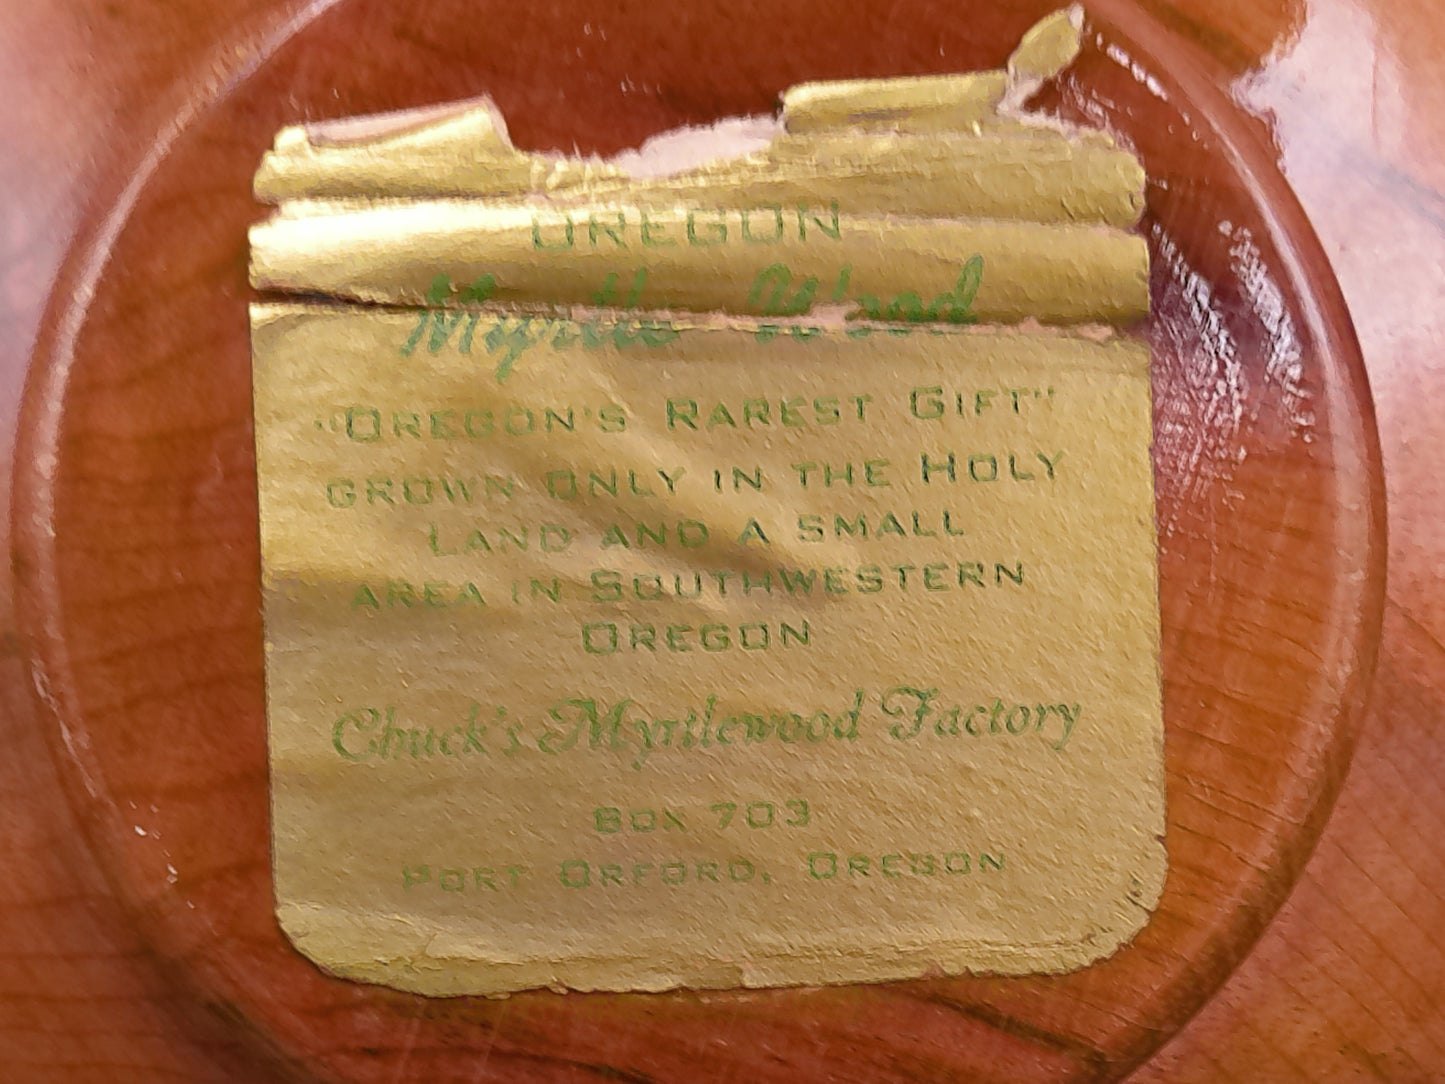 OREGON
Myrtle Wood
"OREGON'S RAREST GIFT"
GROWN ONLY IN THE HOLY
LAND AND A SMALL
AREA IN SOUTHWESTERN
OREGON
Chuck's Myrtlewood Factory
BOX 703
PORT ORFORD, OREGON